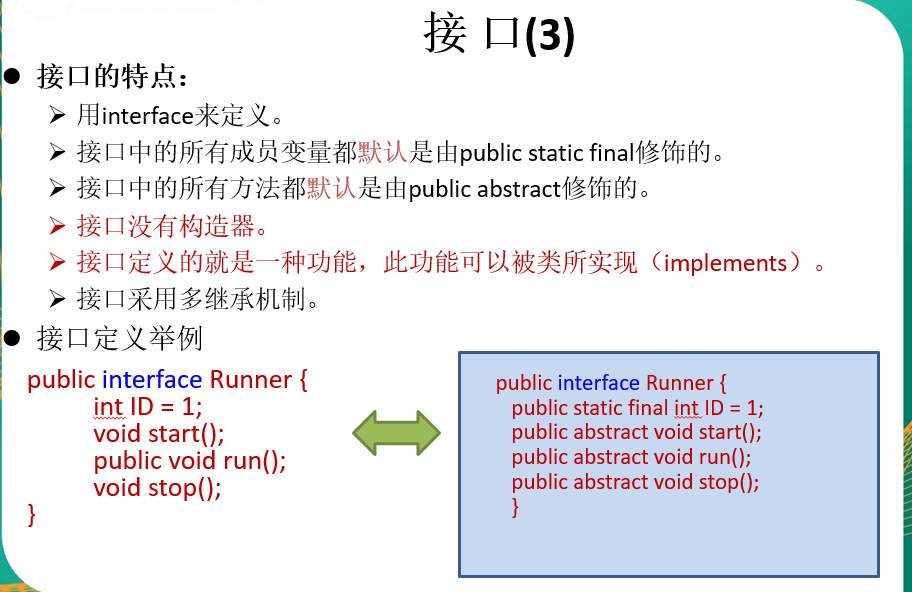 接 口(3)
接口的特点：
用interface来定义。
接口中的所有成员变量都默认是由public static final修饰的。
接口中的所有方法都默认是由public abstract修饰的。
接口没有构造器。
接口定义的就是一种功能，此功能可以被类所实现（implements）。
接口采用多继承机制。
接口定义举例
public interface Runner {
int ID = 1;
void start();
public void run();
void stop();
}
public interface Runner {
public static final int ID = 1;
public abstract void start();
public abstract void run();
public abstract void stop();
}